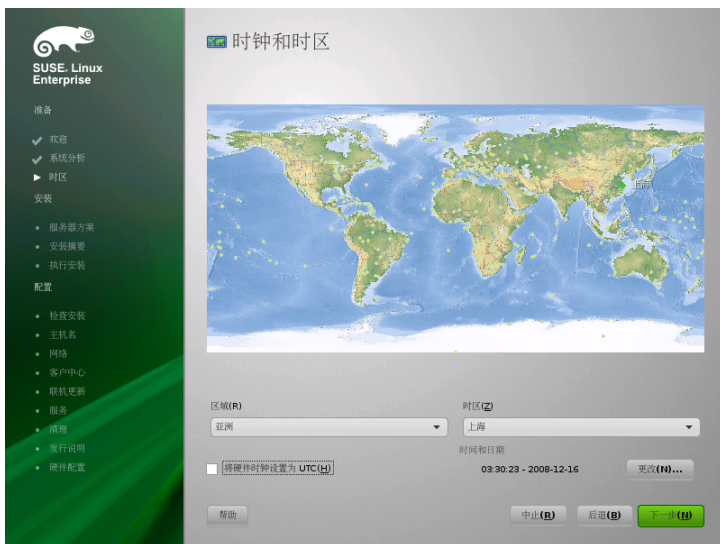 SUSE. Linux
Enterprise
准备
欢迎
系统分析
时区
安装
服务器方案
安装摘要
执行安装
配置
检查安装
主机名
网络
客户中心
联机更新
服务
清理
发行说明
硬件配置
时钟和时区
上海
区域(R)
时区(Z)
亚洲
上海
时间和日期
将硬件时钟设置为 UTC(H)
03:30:23 - 2008-12-16
更改(N)...
帮助
中止(R)
后退(B)
下一步(N)